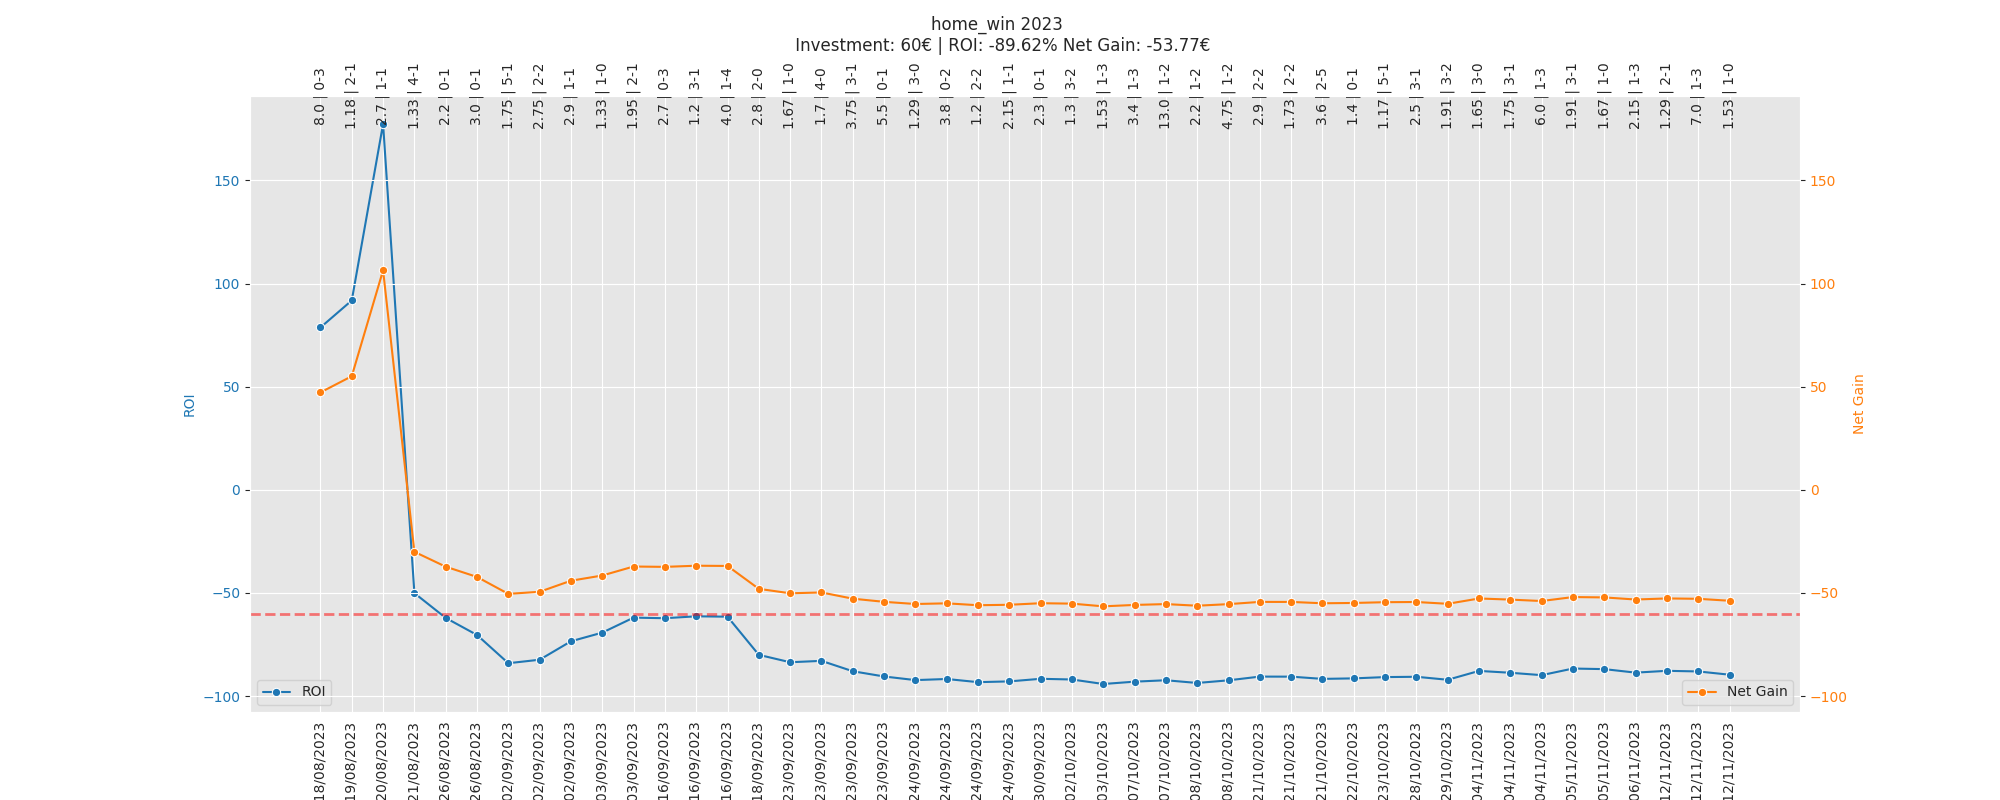 home_win 2023
Investment: 60€ | ROI: -89.62% Net Gain: -53.77€
8.0 | 0-3
1.18 | 2-1
2.7 | 1-1
1.33 | 4-1
2.2 | 0-1
3.0 | 0-1
1.75 | 5-1
2.75 | 2-2
2.9 | 1-1
1.33 | 1-0
1.95 | 2-1
2.7 | 0-3
1.2 | 3-1
4.0 | 1-4
2.8 | 2-0
1.67 | 1-0
1.7 | 4-0
3.75 | 3-1
5.5 | 0-1
1.29 | 3-0
3.8 | 0-2
1.2 | 2-2
2.15 | 1-1
2.3 | 0-1
1.3 | 3-2
1.53 | 1-3
3.4 | 1-3
13.0 | 1-2
2.2 | 1-2
4.75 | 1-2
2.9 | 2-2
1.73 | 2-2
3.6 | 2-5
1.4 | 0-1
1.17 | 5-1
2.5 | 3-1
1.91 | 3-2
1.65 | 3-0
1.75 | 3-1
6.0 | 1-3
1.91 | 3-1
1.67 | 1-0
2.15 | 1-3
1.29 | 2-1
7.0 | 1-3
1.53 | 1-0
150
100
50
0
−50
−100
ROI
150
100
50
0
−50
−100
Net Gain
ROI
Net Gain
18/08/2023
19/08/2023
20/08/2023
21/08/2023
26/08/2023
26/08/2023
02/09/2023
02/09/2023
02/09/2023
03/09/2023
03/09/2023
16/09/2023
16/09/2023
16/09/2023
18/09/2023
23/09/2023
23/09/2023
23/09/2023
23/09/2023
24/09/2023
24/09/2023
24/09/2023
24/09/2023
30/09/2023
02/10/2023
03/10/2023
07/10/2023
07/10/2023
08/10/2023
08/10/2023
21/10/2023
21/10/2023
21/10/2023
22/10/2023
23/10/2023
28/10/2023
29/10/2023
04/11/2023
04/11/2023
04/11/2023
05/11/2023
05/11/2023
06/11/2023
12/11/2023
12/11/2023
12/11/2023